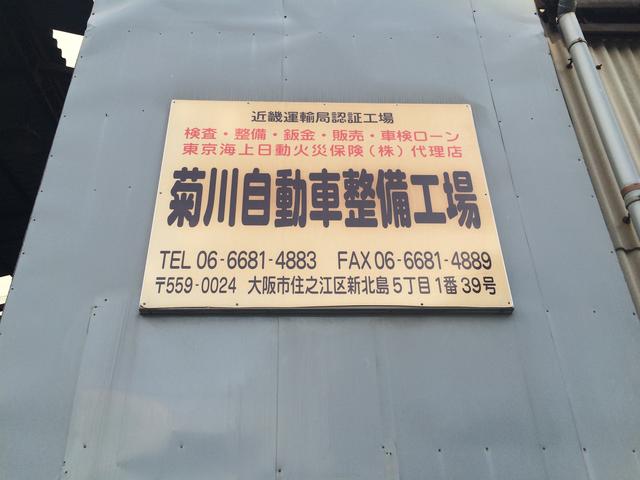 近畿運輸局認証工場
検査・整備・鈑金・販売・車検ローン
東京海上日動火災保険(株)代理店
菊川自動車整備工場
TEL 06-6681-4883 FAX 06-6681-4889
〒559-0024 大阪市住之江区新北島5丁目1番39号